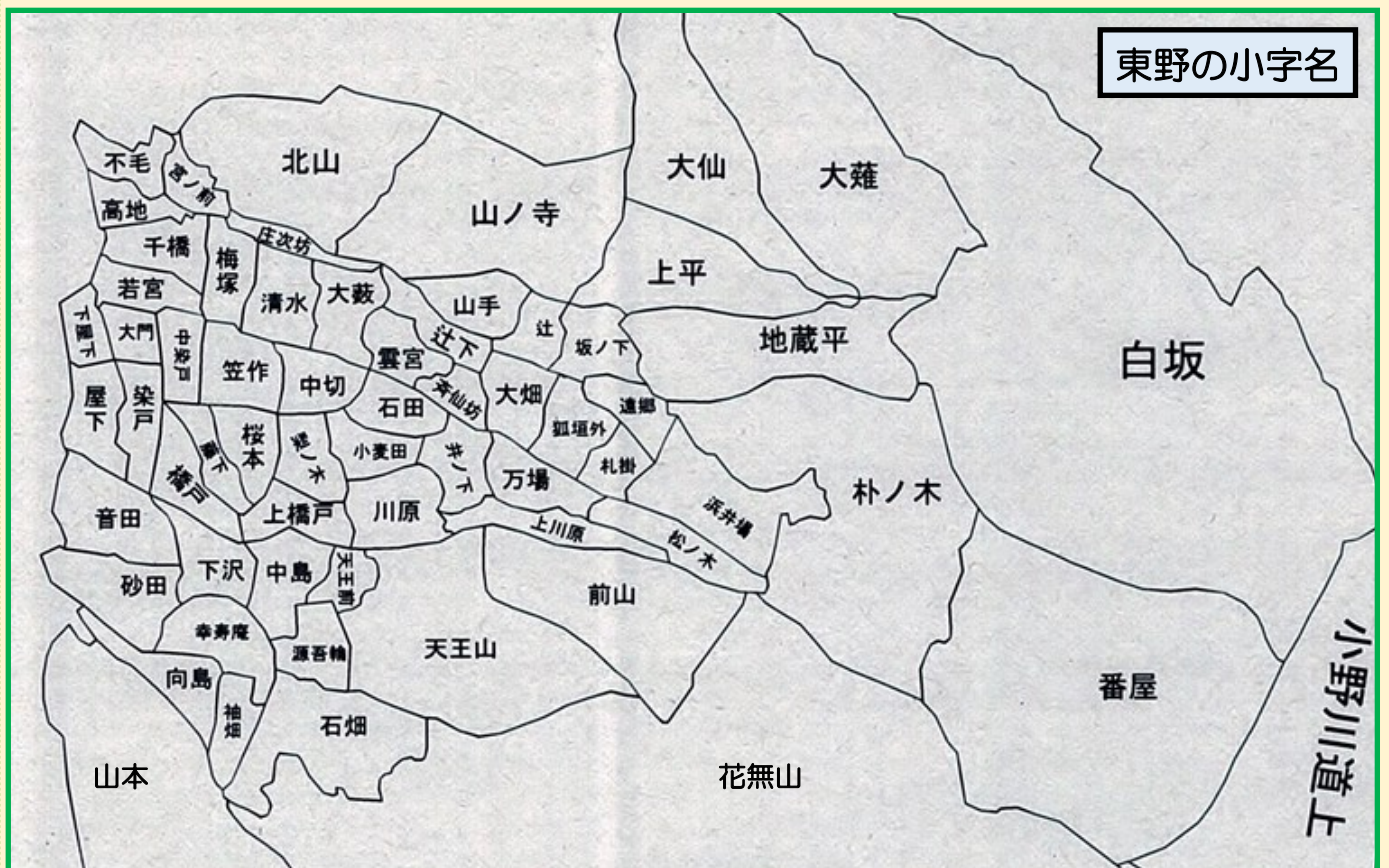 東野の小字名
北山
不毛
宮ノ前
大仙
大薙
高地
山ノ寺
千橋
庄次坊
梅塚
上平
若宮
清水
大薮
山手
下屋下
大門
中染戸
辻下
辻
坂ノ下
地蔵平
雲宮
白坂
笠作
中切
斉仙坊
大畑
屋下
染戸
石田
遠郷
狐垣外
桜本
梨ノ木
小麦田
井ノ下
札掛
橋戸
万場
朴ノ木
音田
上橋戸
川原
上川原
浜井場
松ノ木
下沢
中島
天王前
砂田
前山
幸寿庵
源吾輪
天王山
向島
番屋
袖畑
石畑
小野川道上
山本
花無山